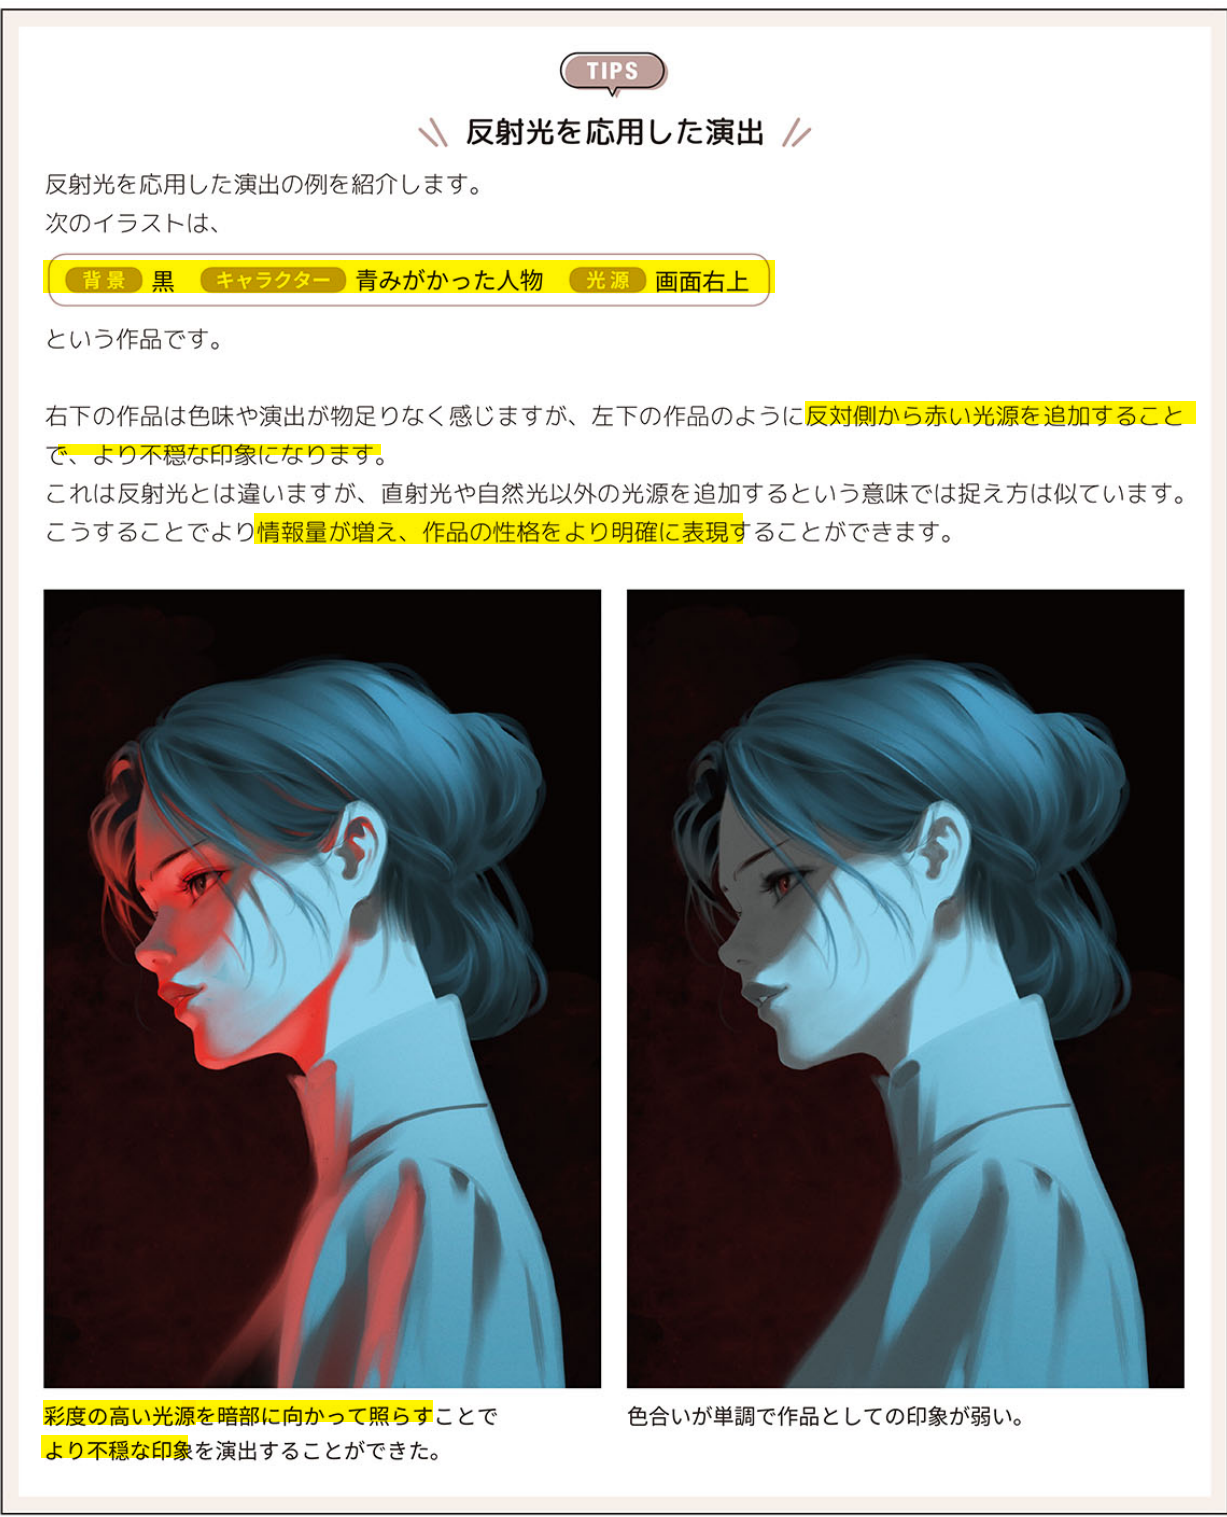 TIPS
反射光を応用した演出
反射光を応用した演出の例を紹介します。
次のイラストは、
背景 黒 キャラクター 青みがかった人物 光源 画面右上
という作品です。
右下の作品は色味や演出が物足りなく感じますが、左下の作品のように反対側から赤い光源を追加すること
で、より不穏な印象になります。
これは反射光とは違いますが、直射光や自然光以外の光源を追加するという意味では捉え方は似ています。
こうすることでより情報量が増え、作品の性格をより明確に表現することができます。
彩度の高い光源を暗部に向かって照らすことで
より不穏な印象を演出することができた。
色合いが単調で作品としての印象が弱い。